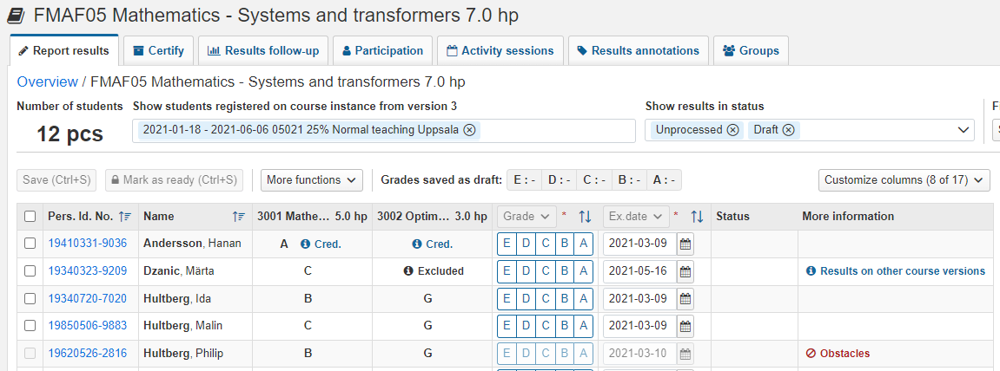 FMAF05 Mathematics - Systems and transformers 7.0 hp
Report results Certify Results follow-up Participation Activity sessions Results annotations Groups
Overview / FMAF05 Mathematics - Systems and transformers 7.0 hp
Number of students Show students registered on course instance from version 3 Show results in status
12 pcs 2021-01-18 - 2021-06-06 05021 25% Normal teaching Uppsala Unprocessed Draft
Save (Ctrl+S) Mark as ready (Ctrl+S) More functions Grades saved as draft: E : - D : - C : - B : - A : - Customize columns (8 of 17)
Pers. Id. No. Name 3001 Mathe... 5.0 hp 3002 Optim... 3.0 hp Grade * Ex.date * Status More information
19410331-9036 Andersson, Hanan A Cred. Cred. E D C B A 2021-03-09
19340323-9209 Dzanic, Märta C Excluded E D C B A 2021-05-16 Results on other course versions
19340720-7020 Hultberg, Ida B G E D C B A 2021-03-09
19850506-9883 Hultberg, Malin C G E D C B A 2021-03-09
19620526-2816 Hultberg, Philip B G E D C B A 2021-03-10 Obstacles